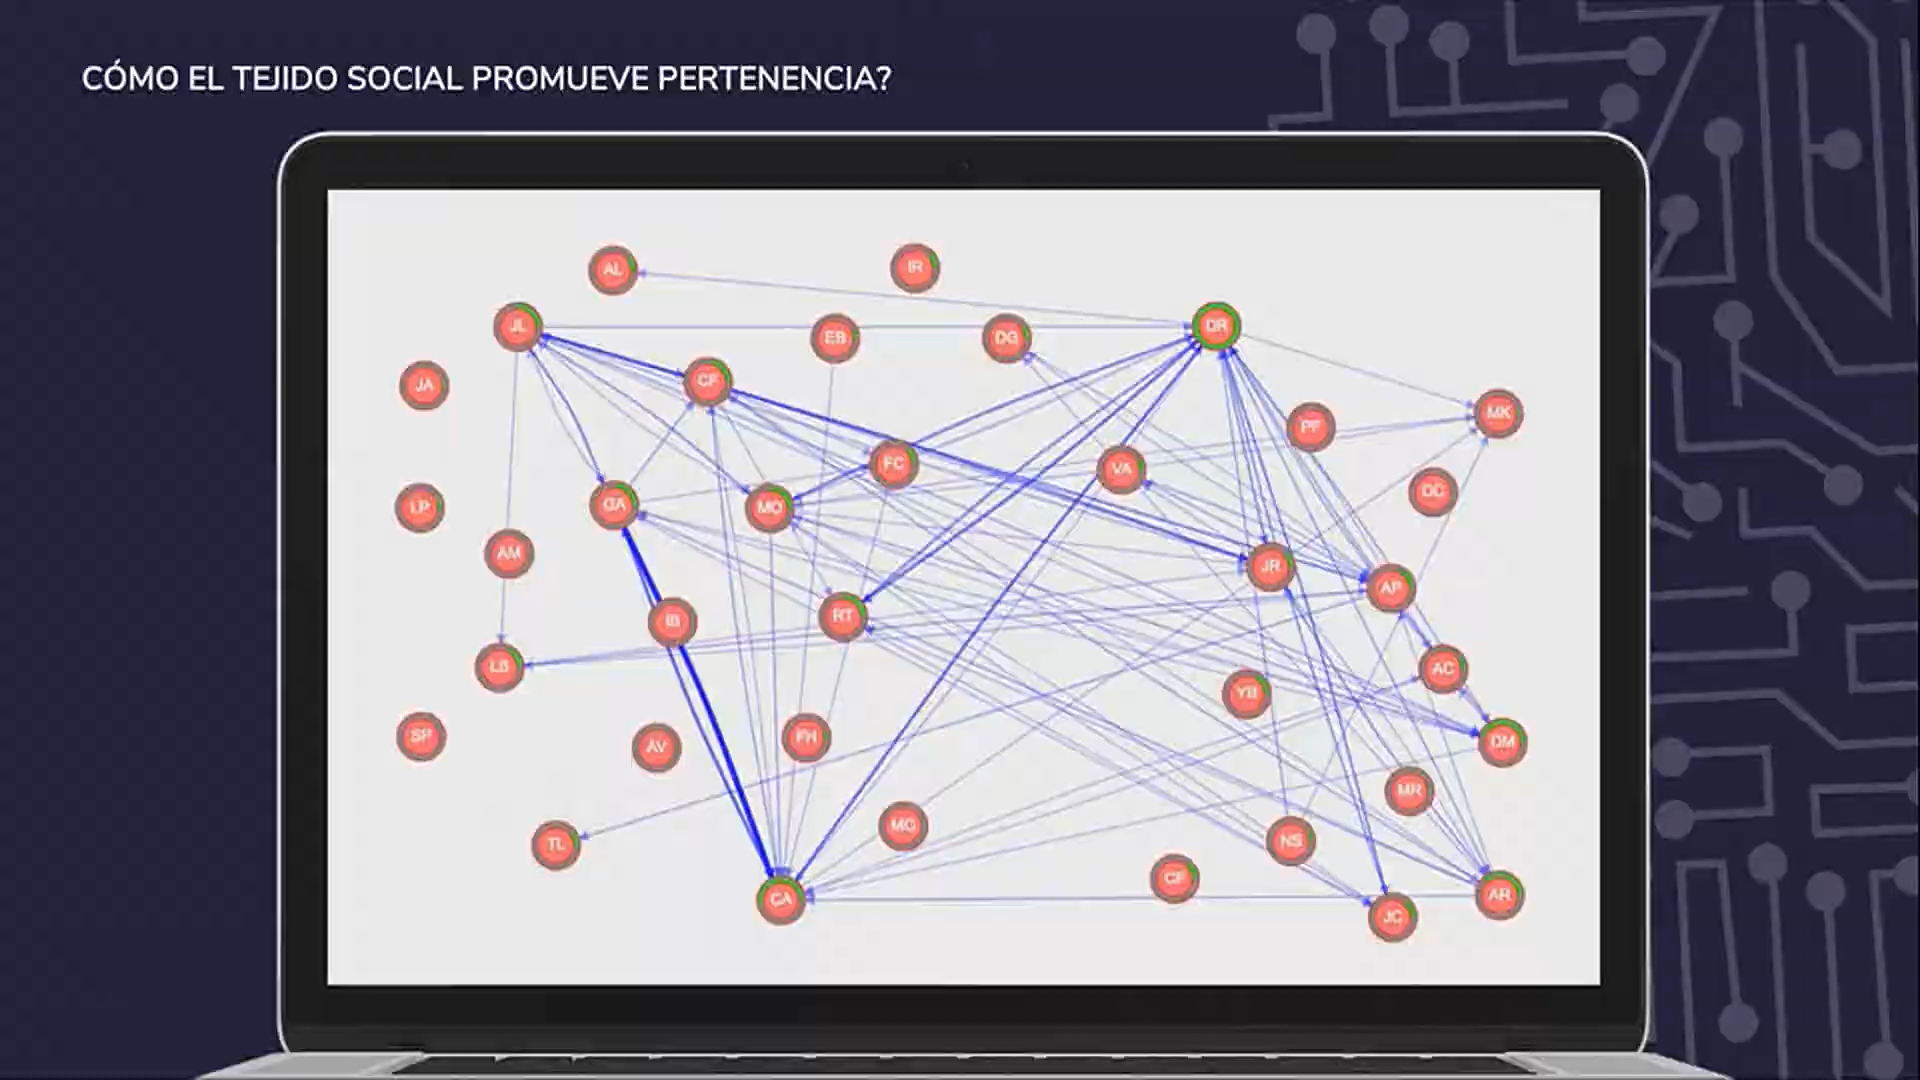 CÓMO EL TEJIDO SOCIAL PROMUEVE PERTENENCIA?
AL
IR
JL
EB
DG
DR
JA
CF
MK
PF
FC
VA
DC
LP
GA
MO
AM
JR
AP
IB
RT
LB
AC
YB
SP
AV
FH
DM
MR
TL
MG
NS
CA
CF
JC
AR